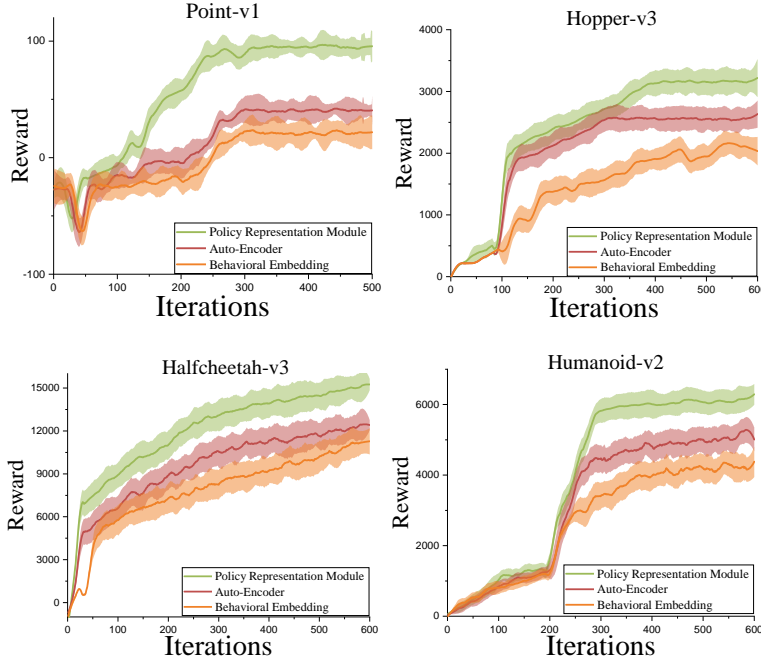 Point-v1
Reward
100
0
-100
0 100 200 300 400 500
Iterations
Policy Representation Module
Auto-Encoder
Behavioral Embedding
Hopper-v3
Reward
4000
3000
2000
1000
0
0 100 200 300 400 500 600
Iterations
Policy Representation Module
Auto-Encoder
Behavioral Embedding
Halfcheetah-v3
Reward
15000
12000
9000
6000
3000
0
0 100 200 300 400 500 600
Iterations
Policy Representation Module
Auto-Encoder
Behavioral Embedding
Humanoid-v2
Reward
6000
4000
2000
0
0 100 200 300 400 500 600
Iterations
Policy Representation Module
Auto-Encoder
Behavioral Embedding